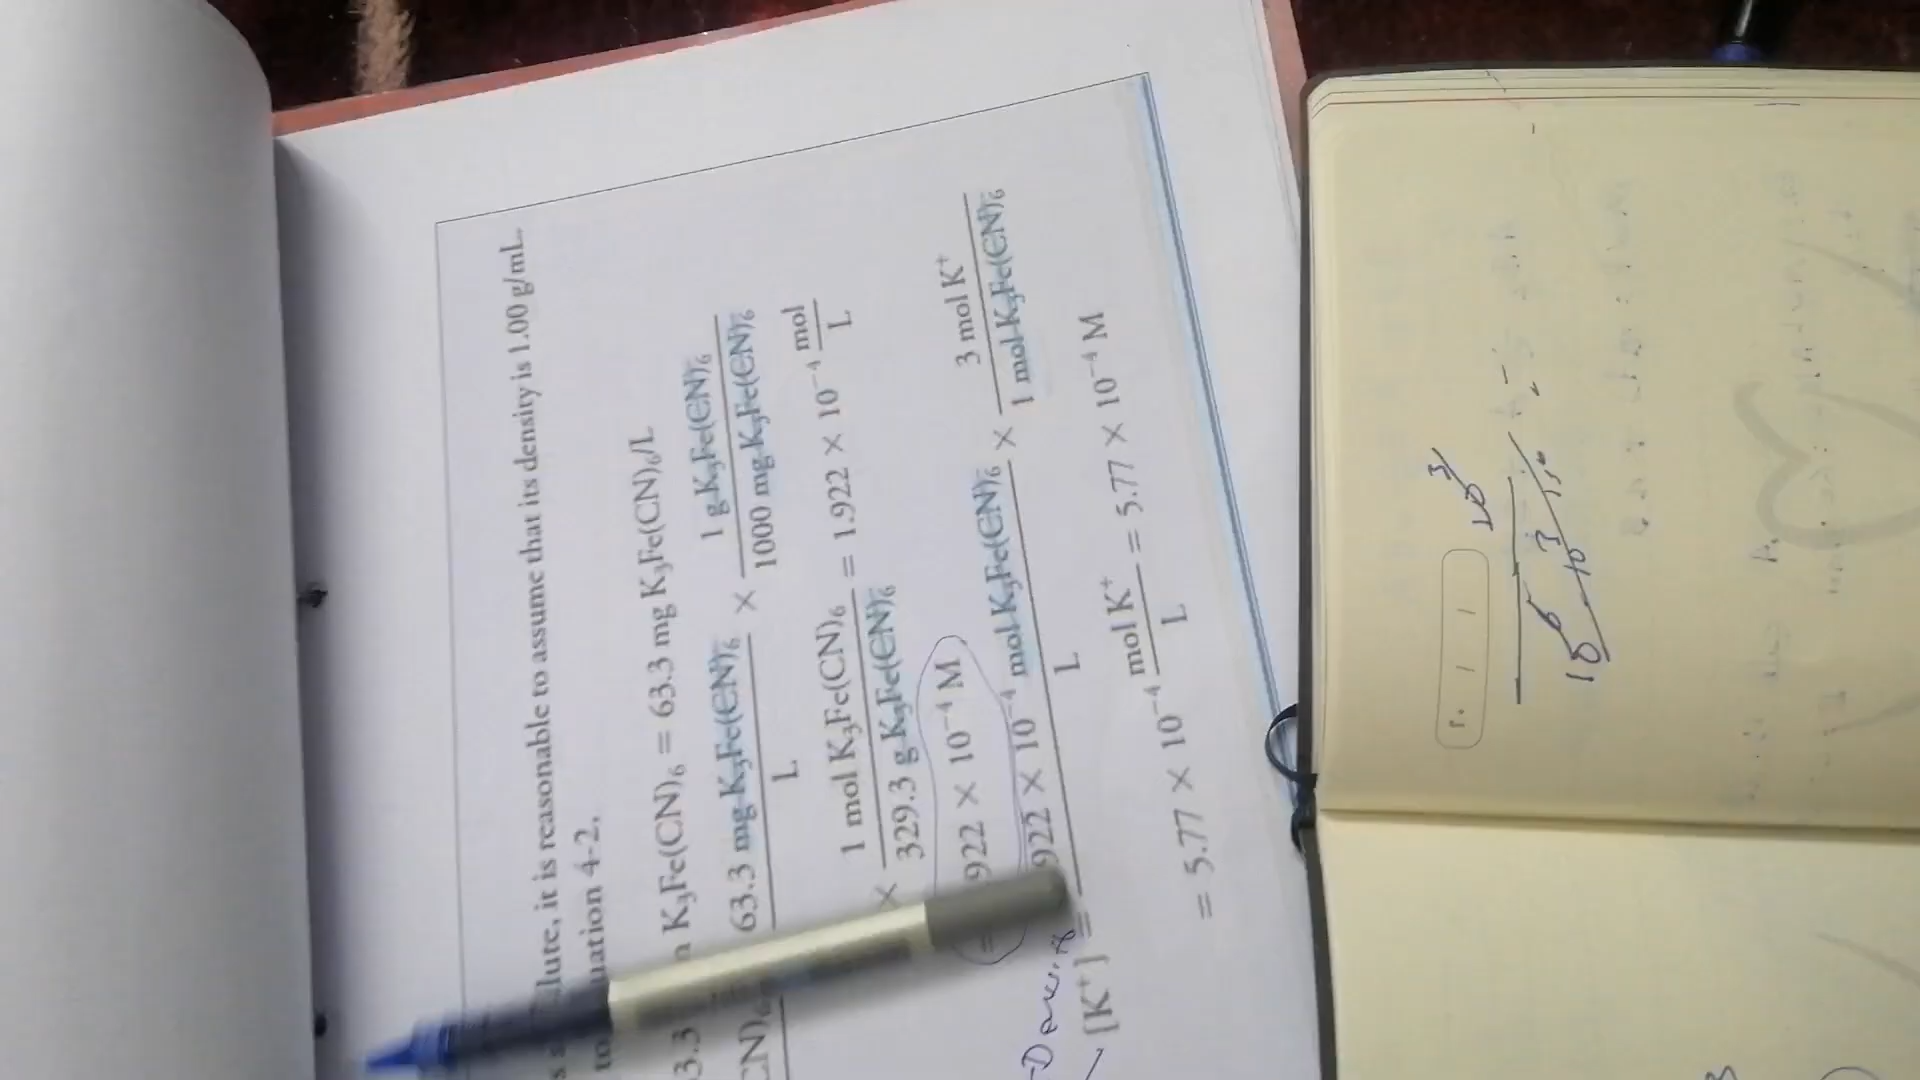 lute, it is reasonable to assume that its density is 1.00 g/mL.
uation 4-2.
K₃Fe(CN)₆ = 63.3 mg K₃Fe(CN)₆/L
63.3 mg K₃Fe(CN)₆ / L × 1 g K₃Fe(CN)₆ / 1000 mg K₃Fe(CN)₆
× 1 mol K₃Fe(CN)₆ / 329.3 g K₃Fe(CN)₆ = 1.922 × 10⁻⁴ mol / L
922 × 10⁻⁴ M
[K⁺] = 922 × 10⁻⁴ mol K₃Fe(CN)₆ / L × 3 mol K⁺ / 1 mol K₃Fe(CN)₆
= 5.77 × 10⁻⁴ mol K⁺ / L = 5.77 × 10⁻⁴ M
10³